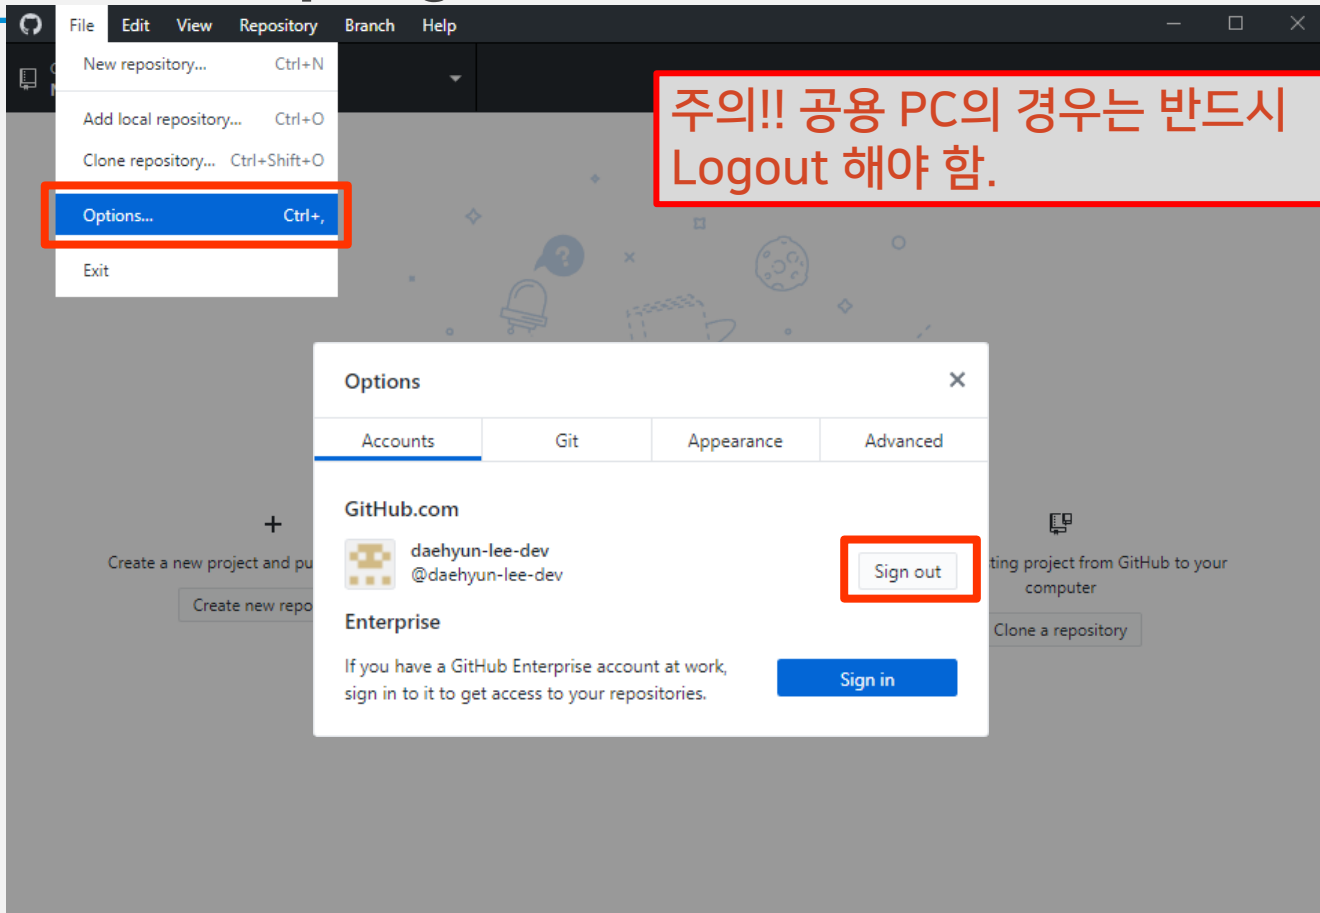 File Edit View Repository Branch Help
New repository... Ctrl+N
Add local repository... Ctrl+O
Clone repository... Ctrl+Shift+O
Options... Ctrl+,
Exit
주의!! 공용 PC의 경우는 반드시
Logout 해야 함.
Options
Accounts Git Appearance Advanced
GitHub.com
daehyun-lee-dev
@daehyun-lee-dev
Sign out
Enterprise
If you have a GitHub Enterprise account at work,
sign in to it to get access to your repositories.
Sign in
Create a new project and pu
Create new repo
ting project from GitHub to your
computer
Clone a repository